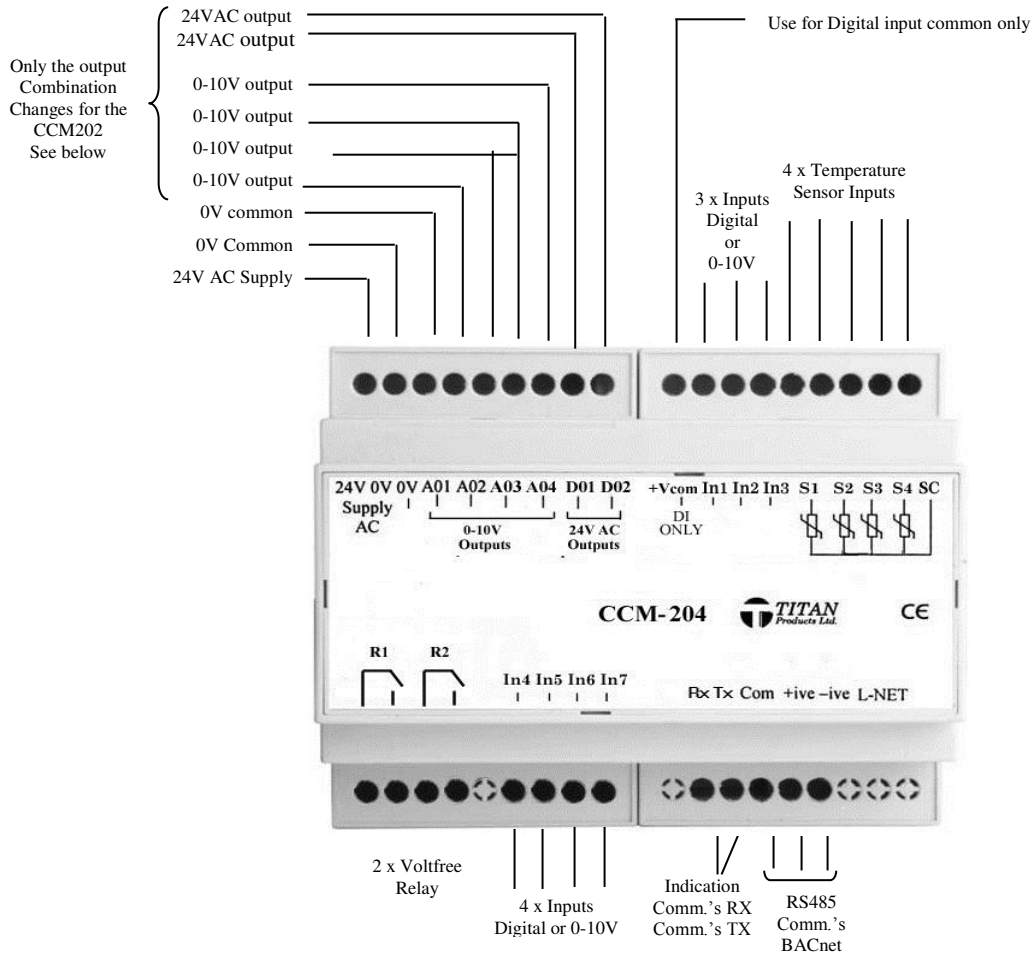 24VAC output
24VAC output
Use for Digital input common only
Only the output
Combination
Changes for the
CCM202
See below
0-10V output
0-10V output
0-10V output
0-10V output
0V common
0V Common
24V AC Supply
3 x Inputs
Digital
or
0-10V
4 x Temperature
Sensor Inputs
24V 0V 0V A01 A02 A03 A04 D01 D02
Supply
AC
0-10V
Outputs
24V AC
Outputs
+Vcom In1 In2 In3 S1 S2 S3 S4 SC
DI
ONLY
CCM-204
TITAN
Products Ltd.
CE
R1 R2
In4 In5 In6 In7
Rx Tx Com +ive –ive L-NET
2 x Voltfree
Relay
4 x Inputs
Digital or 0-10V
Indication
Comm.'s RX
Comm.'s TX
RS485
Comm.'s
BACnet